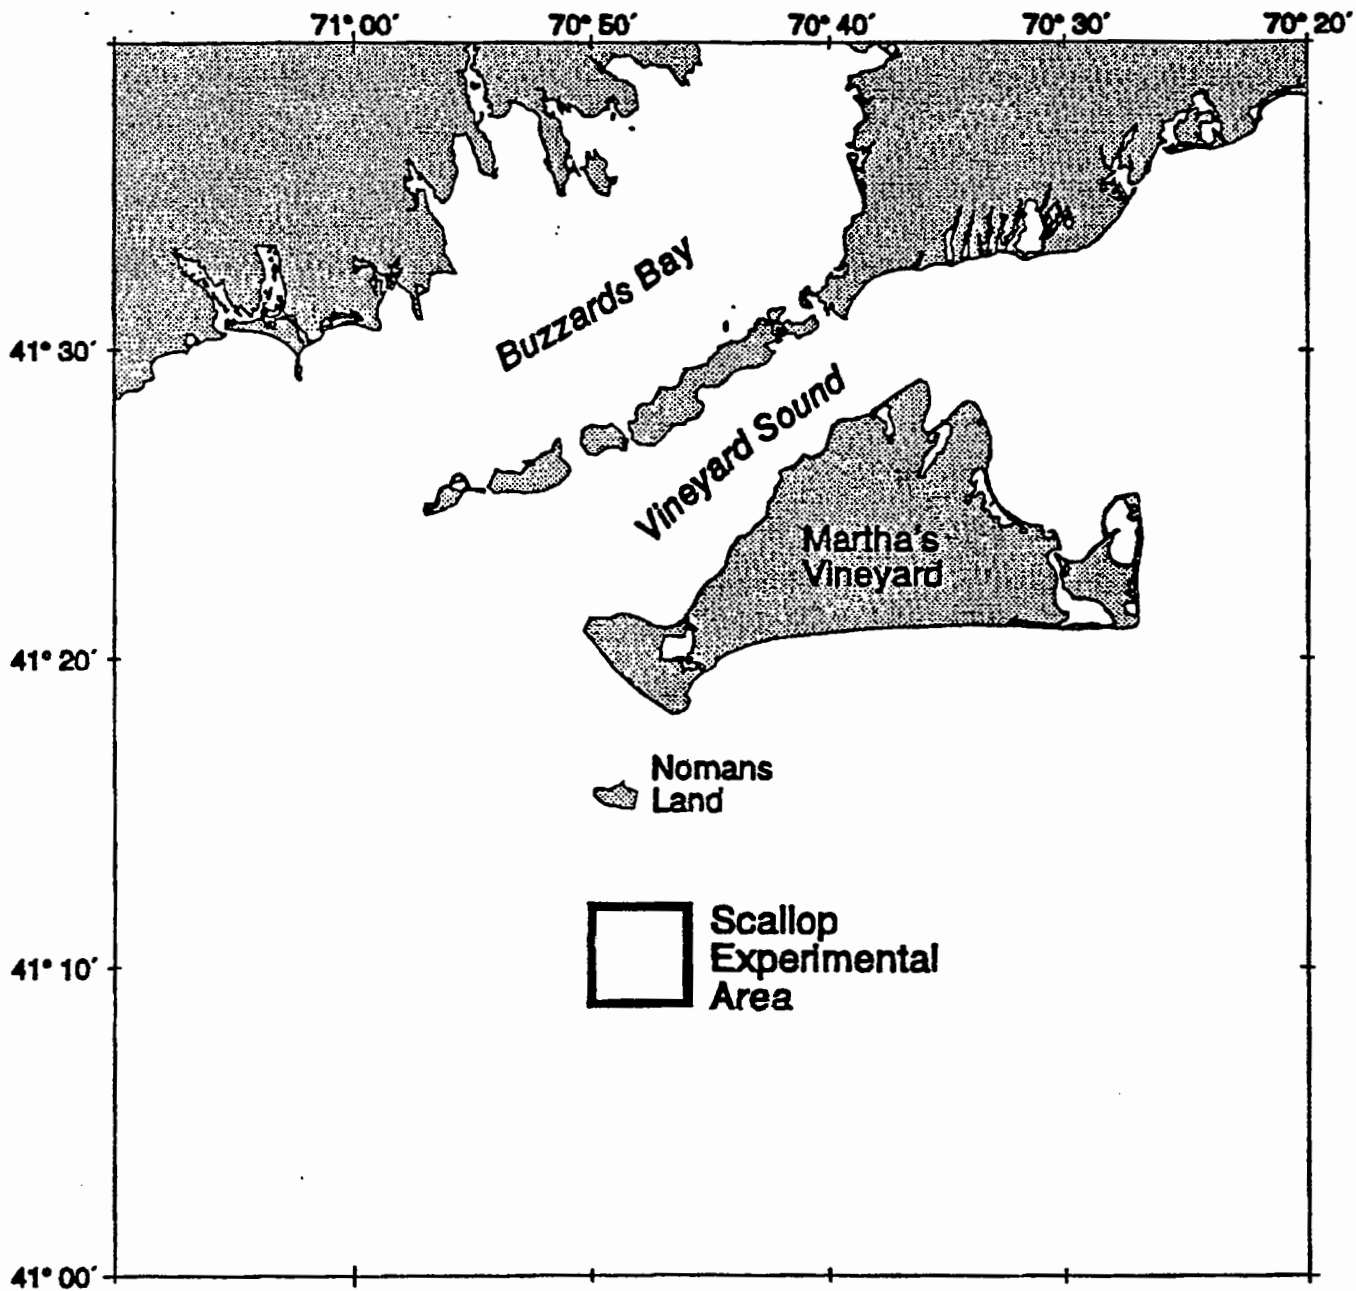 71° 00′
70° 50′
70° 40′
70° 30′
70° 20′
Buzzards Bay
41° 30′
Vineyard Sound
Martha's
Vineyard
41° 20′
Nomans
Land
Scallop
Experimental
Area
41° 10′
41° 00′